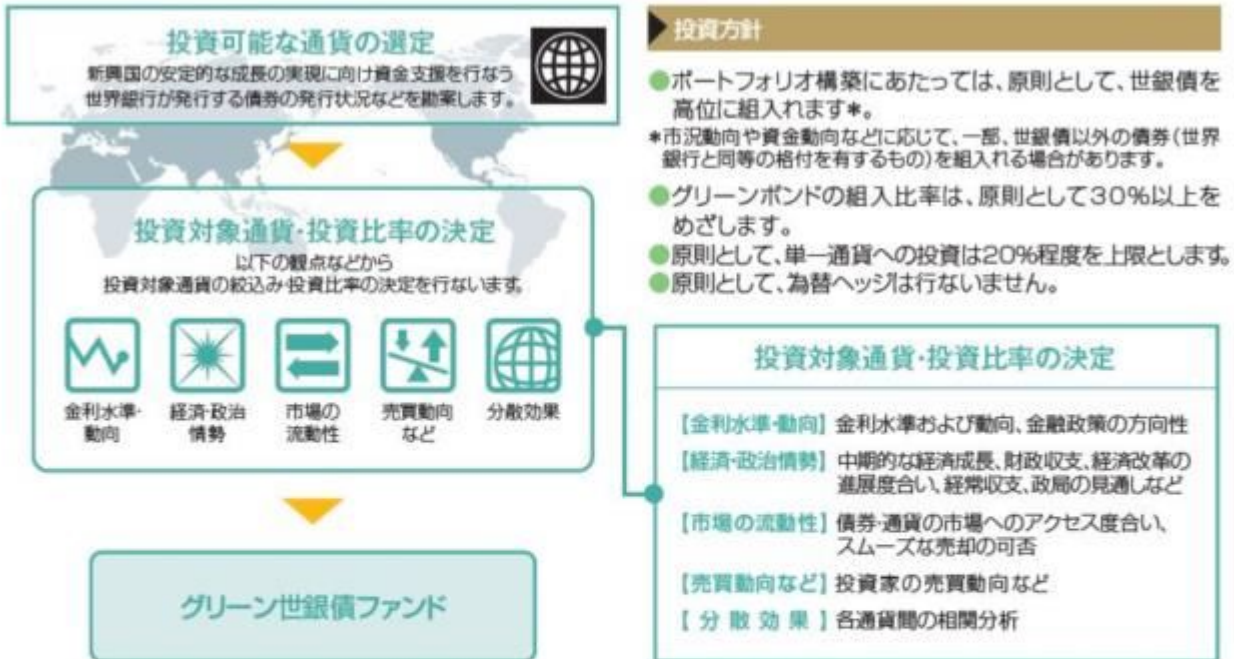 投資可能な通貨の選定
新興国の安定的な成長の実現に向け資金支援を行なう
世界銀行が発行する債券の発行状況などを勘案します。
投資対象通貨・投資比率の決定
以下の観点などから
投資対象通貨の絞込み・投資比率の決定を行ないます。
金利水準・
動向
経済・政治
情勢
市場の
流動性
売買動向
など
分散効果
グリーン世銀債ファンド
投資方針
●ポートフォリオ構築にあたっては、原則として、世銀債を
高位に組入れます*。
*市況動向や資金動向などに応じて、一部、世銀債以外の債券(世界
銀行と同等の格付を有するもの)を組入れる場合があります。
●グリーンボンドの組入比率は、原則として30%以上を
めざします。
●原則として、単一通貨への投資は20%程度を上限とします。
●原則として、為替ヘッジは行ないません。
投資対象通貨・投資比率の決定
【金利水準・動向】金利水準および動向、金融政策の方向性
【経済・政治情勢】中期的な経済成長、財政収支、経済改革の
進展度合い、経常収支、政局の見通しなど
【市場の流動性】債券・通貨の市場へのアクセス度合い、
スムーズな売却の可否
【売買動向など】投資家の売買動向など
【分散効果】各通貨間の相関分析